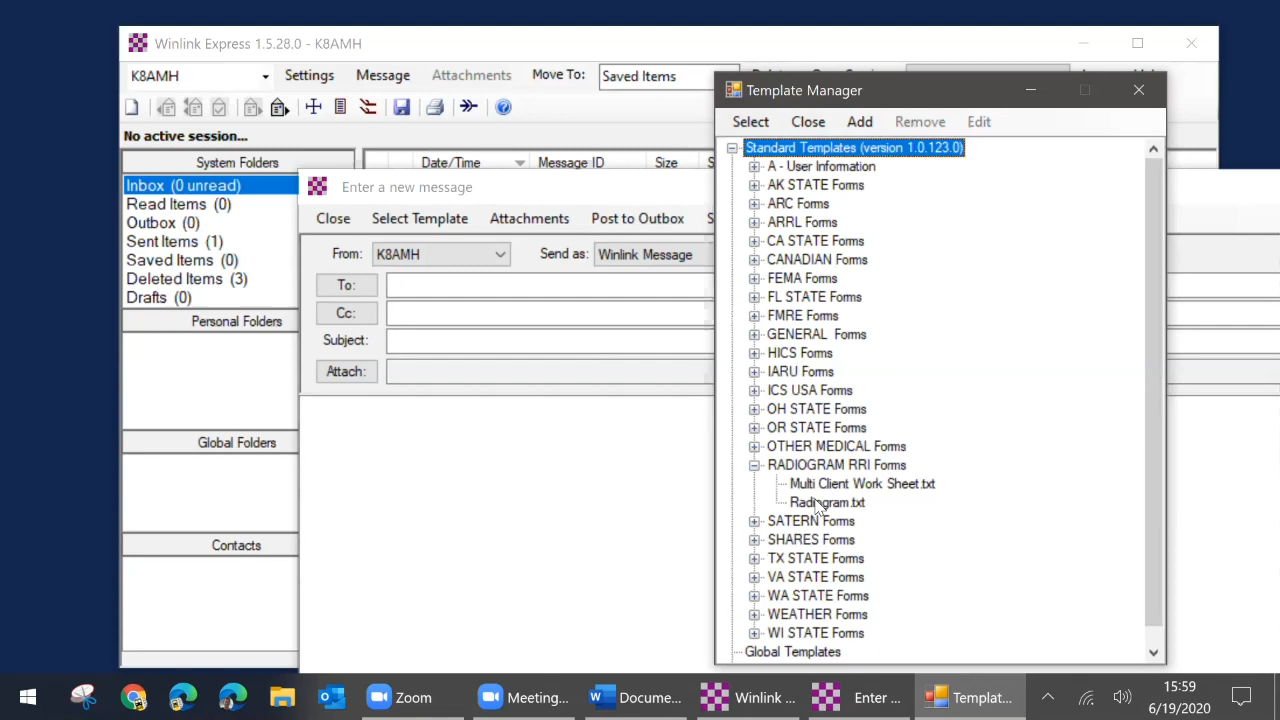 Winlink Express 1.5.28.0 - K8AMH
K8AMH
Settings
Message
Attachments
Move To:
Saved Items
No active session...
System Folders
Date/Time
Message ID
Size
Inbox (0 unread)
Read Items (0)
Outbox (0)
Sent Items (1)
Saved Items (0)
Deleted Items (3)
Drafts (0)
Personal Folders
Global Folders
Contacts
Enter a new message
Close
Select Template
Attachments
Post to Outbox
From:
K8AMH
Send as:
Winlink Message
To:
Cc:
Subject:
Attach:
Template Manager
Select
Close
Add
Remove
Edit
Standard Templates (version 1.0.123.0)
A - User Information
AK STATE Forms
ARC Forms
ARRL Forms
CA STATE Forms
CANADIAN Forms
FEMA Forms
FL STATE Forms
FMRE Forms
GENERAL Forms
HICS Forms
IARU Forms
ICS USA Forms
OH STATE Forms
OR STATE Forms
OTHER MEDICAL Forms
RADIOGRAM RRI Forms
Multi Client Work Sheet.txt
Radiogram.txt
SATERN Forms
SHARES Forms
TX STATE Forms
VA STATE Forms
WA STATE Forms
WEATHER Forms
WI STATE Forms
Global Templates
Zoom
Meeting...
Docume...
Winlink ...
Enter ...
Templat...
15:59
6/19/2020